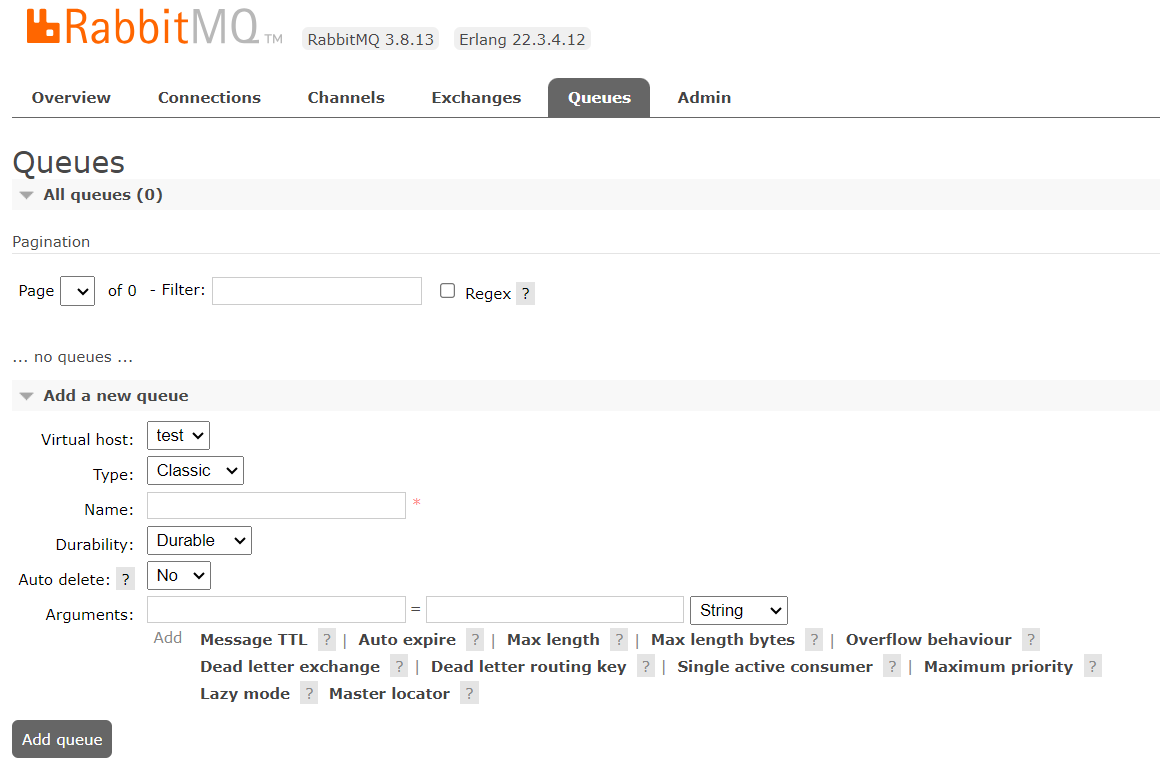 RabbitMQ TM RabbitMQ 3.8.13 Erlang 22.3.4.12
Overview Connections Channels Exchanges Queues Admin
Queues
All queues (0)
Pagination
Page of 0 - Filter: Regex ?
... no queues ...
Add a new queue
Virtual host: test
Type: Classic
Name: *
Durability: Durable
Auto delete: ? No
Arguments: = String
Add Message TTL ? | Auto expire ? | Max length ? | Max length bytes ? | Overflow behaviour ?
Dead letter exchange ? | Dead letter routing key ? | Single active consumer ? | Maximum priority ?
Lazy mode ? Master locator ?
Add queue